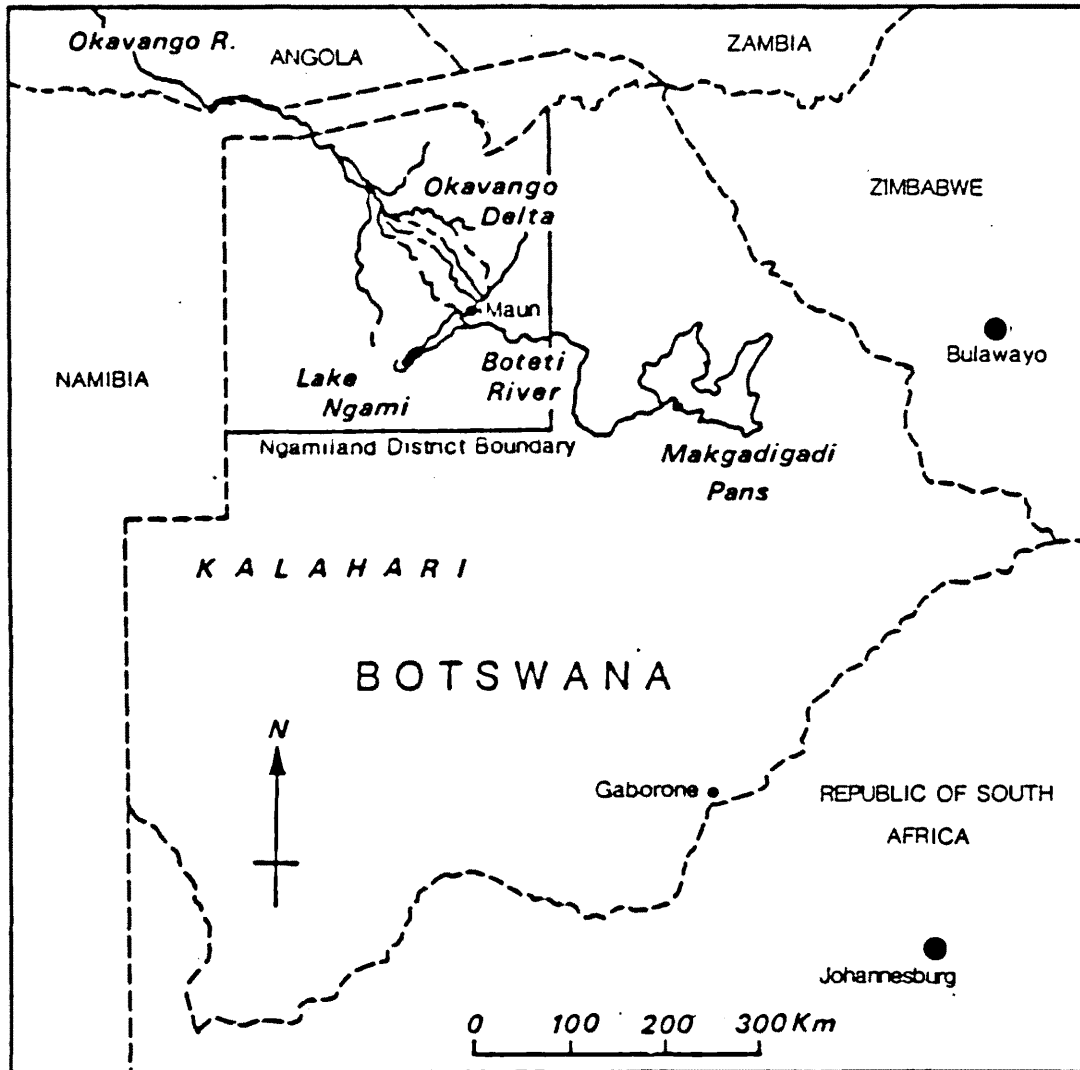 Okavango R.
ANGOLA
ZAMBIA
Okavango
Delta
ZIMBABWE
Maun
Bulawayo
NAMIBIA
Lake
Ngami
Boteti
River
Ngamiland District Boundary
Makgadigadi
Pans
KALAHARI
BOTSWANA
N
Gaborone
REPUBLIC OF SOUTH
AFRICA
Johannesburg
0 100 200 300 Km